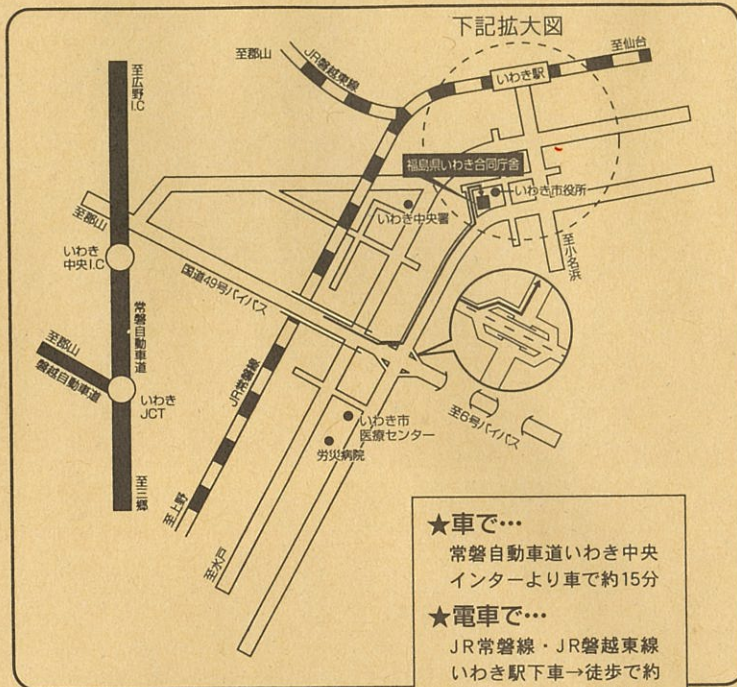 下記拡大図
至仙台
至郡山
JR磐越東線
いわき駅
至広野I.C
福島県いわき合同庁舎
いわき市役所
いわき中央署
至郡山
いわき
中央I.C
国道49号バイパス
至小名浜
常磐自動車道
至郡山
磐越自動車道
いわき
JCT
JR常磐線
いわき市
医療センター
労災病院
至6号バイパス
至三郷
至上野
至水戸
★車で…
常磐自動車道いわき中央
インターより車で約15分
★電車で…
JR常磐線・JR磐越東線
いわき駅下車→徒歩で約